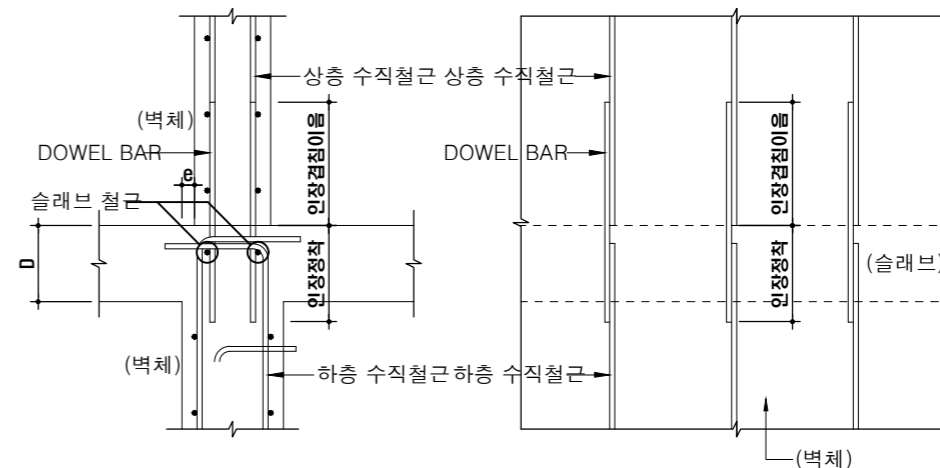 상층 수직철근 상층 수직철근
(벽체)
인장겹침이음
인장겹침이음
DOWEL BAR
DOWEL BAR
e
슬래브 철근
D
인장정착
인장정착
(슬래브)
(벽체)
하층 수직철근 하층 수직철근
(벽체)